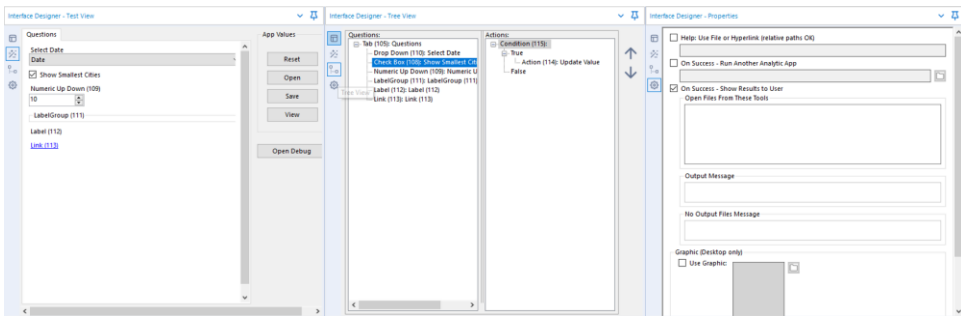 Interface Designer - Test View
Questions
Select Date
Date
Show Smallest Cities
Numeric Up Down (109)
10
LabelGroup (111)
Label (112)
Link (113)
App Values
Reset
Open
Save
View
Open Debug
Interface Designer - Tree View
Questions:
Tab (105): Questions
Drop Down (110): Select Date
Check Box (108): Show Smallest Citi
Numeric Up Down (109): Numeric U
LabelGroup (111): LabelGroup (111)
Label (112): Label (112)
Link (113): Link (113)
Tree View
Actions:
Condition (115):
True
Action (114): Update Value
False
Interface Designer - Properties
Help: Use File or Hyperlink (relative paths OK)
On Success - Run Another Analytic App
On Success - Show Results to User
Open Files From These Tools
Output Message
No Output Files Message
Graphic (Desktop only)
Use Graphic: